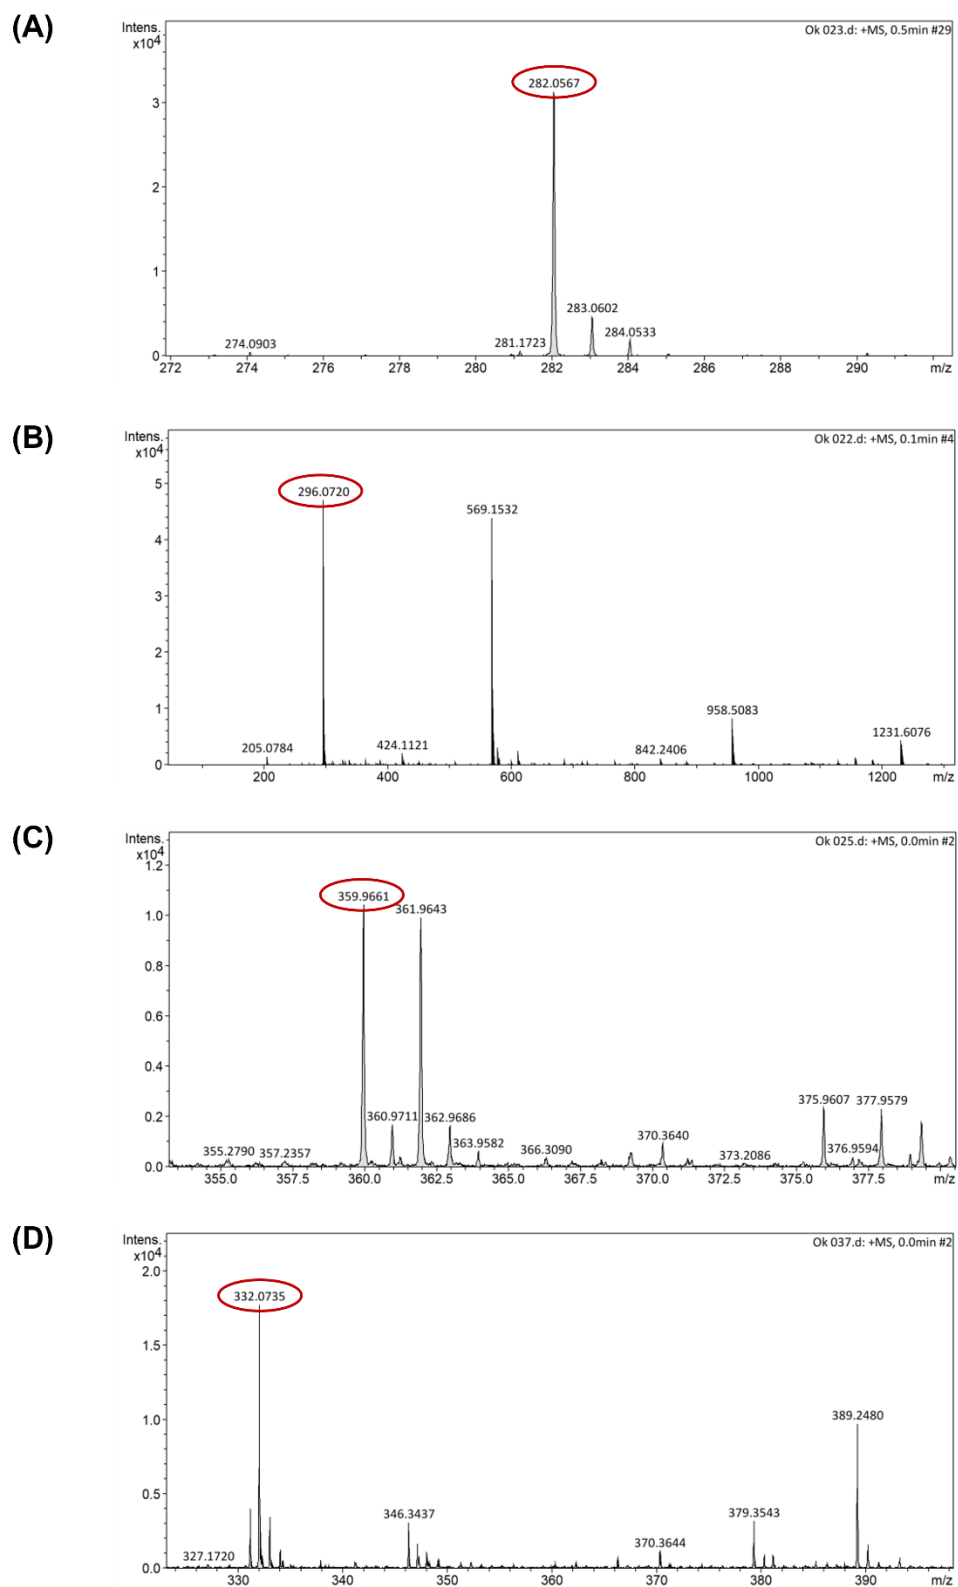 (A)
Intens.
x10⁴
Ok 023.d: +MS, 0.5min #29
282.0567
3
2
1
283.0602
284.0533
274.0903
281.1723
0
272 274 276 278 280 282 284 286 288 290 m/z
(B)
Intens.
x10⁴
Ok 022.d: +MS, 0.1min #4
5
296.0720
569.1532
4
3
2
1
958.5083
1231.6076
205.0784
424.1121
842.2406
0
200 400 600 800 1000 1200 m/z
(C)
Intens.
x10⁴
Ok 025.d: +MS, 0.0min #2
1.2
359.9661
361.9643
1.0
0.8
0.6
0.4
375.9607
377.9579
0.2
360.9711
362.9686
363.9582
355.2790
357.2357
366.3090
370.3640
373.2086
376.9594
0.0
355.0 357.5 360.0 362.5 365.0 367.5 370.0 372.5 375.0 377.5 m/z
(D)
Intens.
x10⁴
Ok 037.d: +MS, 0.0min #2
2.0
332.0735
1.5
1.0
389.2480
0.5
346.3437
379.3543
327.1720
370.3644
0.0
330 340 350 360 370 380 390 m/z